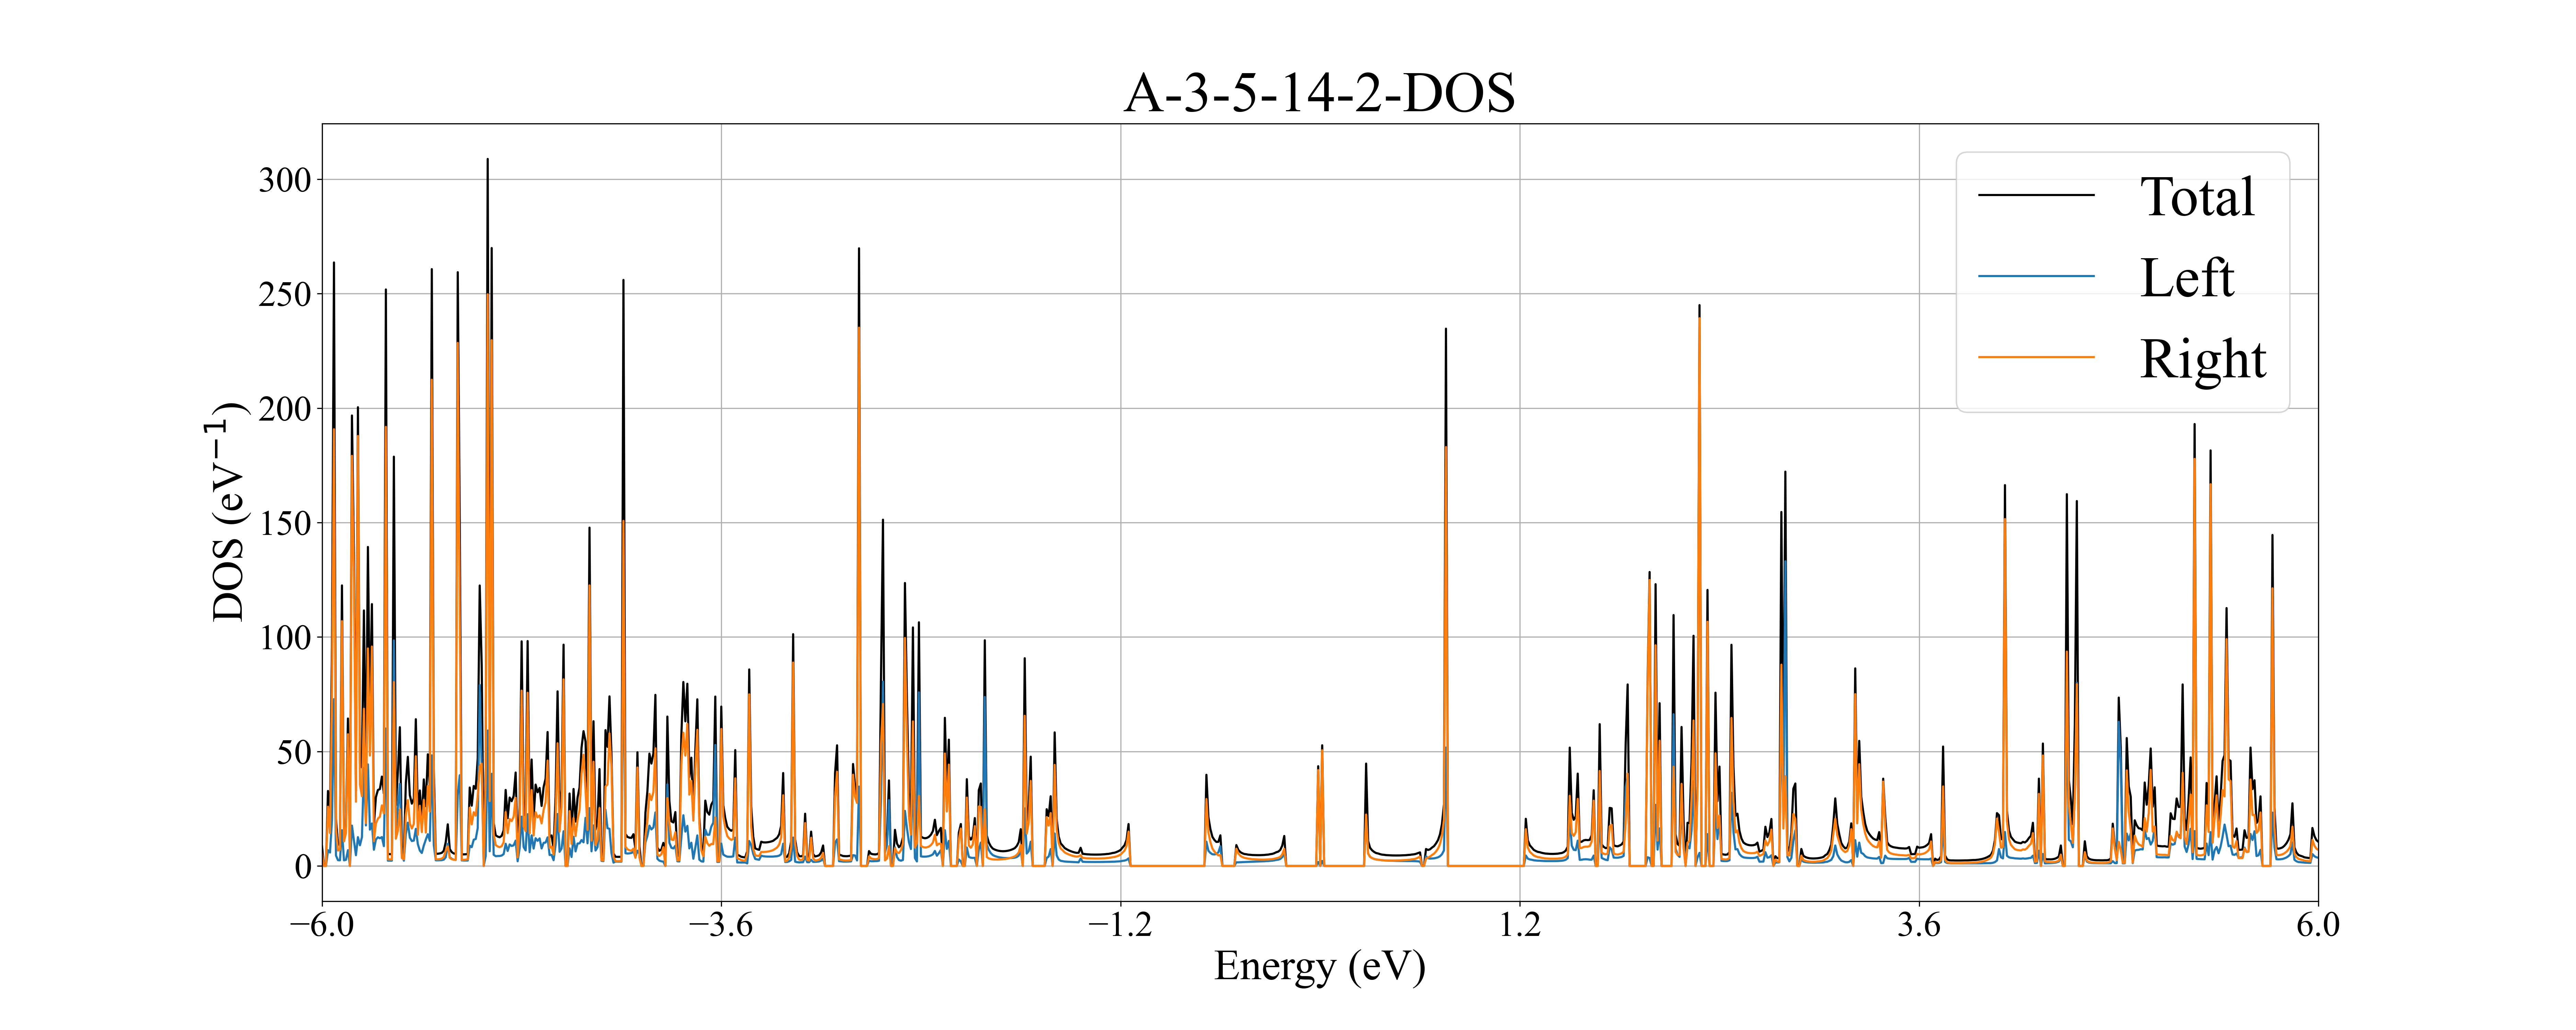 A-3-5-14-2-DOS
Total
Left
Right
DOS (eV⁻¹)
300
250
200
150
100
50
0
−6.0 −3.6 −1.2 1.2 3.6 6.0
Energy (eV)